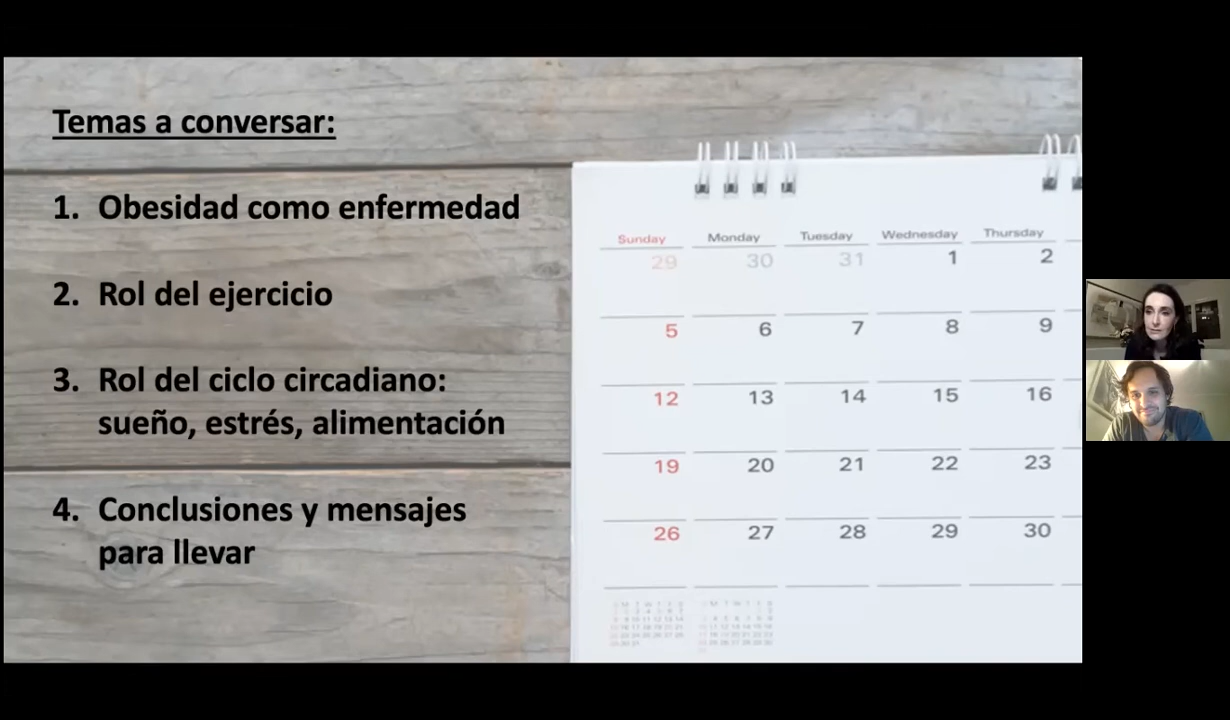 Temas a conversar:
1. Obesidad como enfermedad
2. Rol del ejercicio
3. Rol del ciclo circadiano:
sueño, estrés, alimentación
4. Conclusiones y mensajes
para llevar
Sunday Monday Tuesday Wednesday Thursday
29 30 31 1 2
5 6 7 8 9
12 13 14 15 16
19 20 21 22 23
26 27 28 29 30